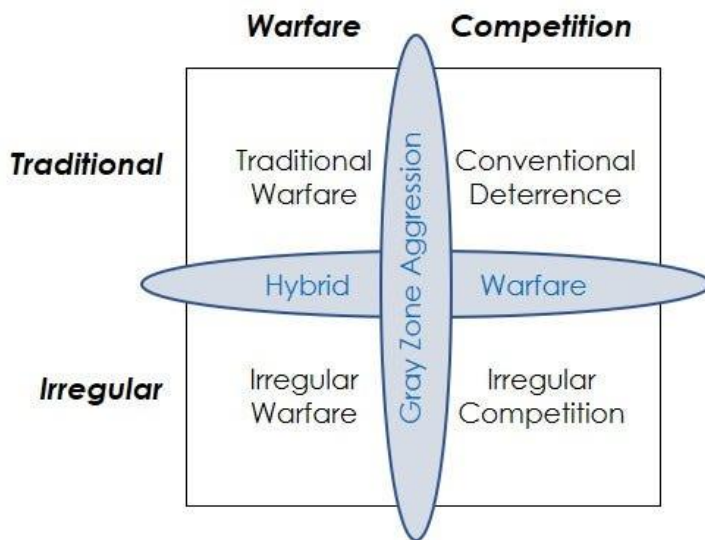 Warfare Competition
Traditional
Traditional
Warfare
Conventional
Deterrence
Gray Zone Aggression
Hybrid Warfare
Irregular
Irregular
Warfare
Irregular
Competition